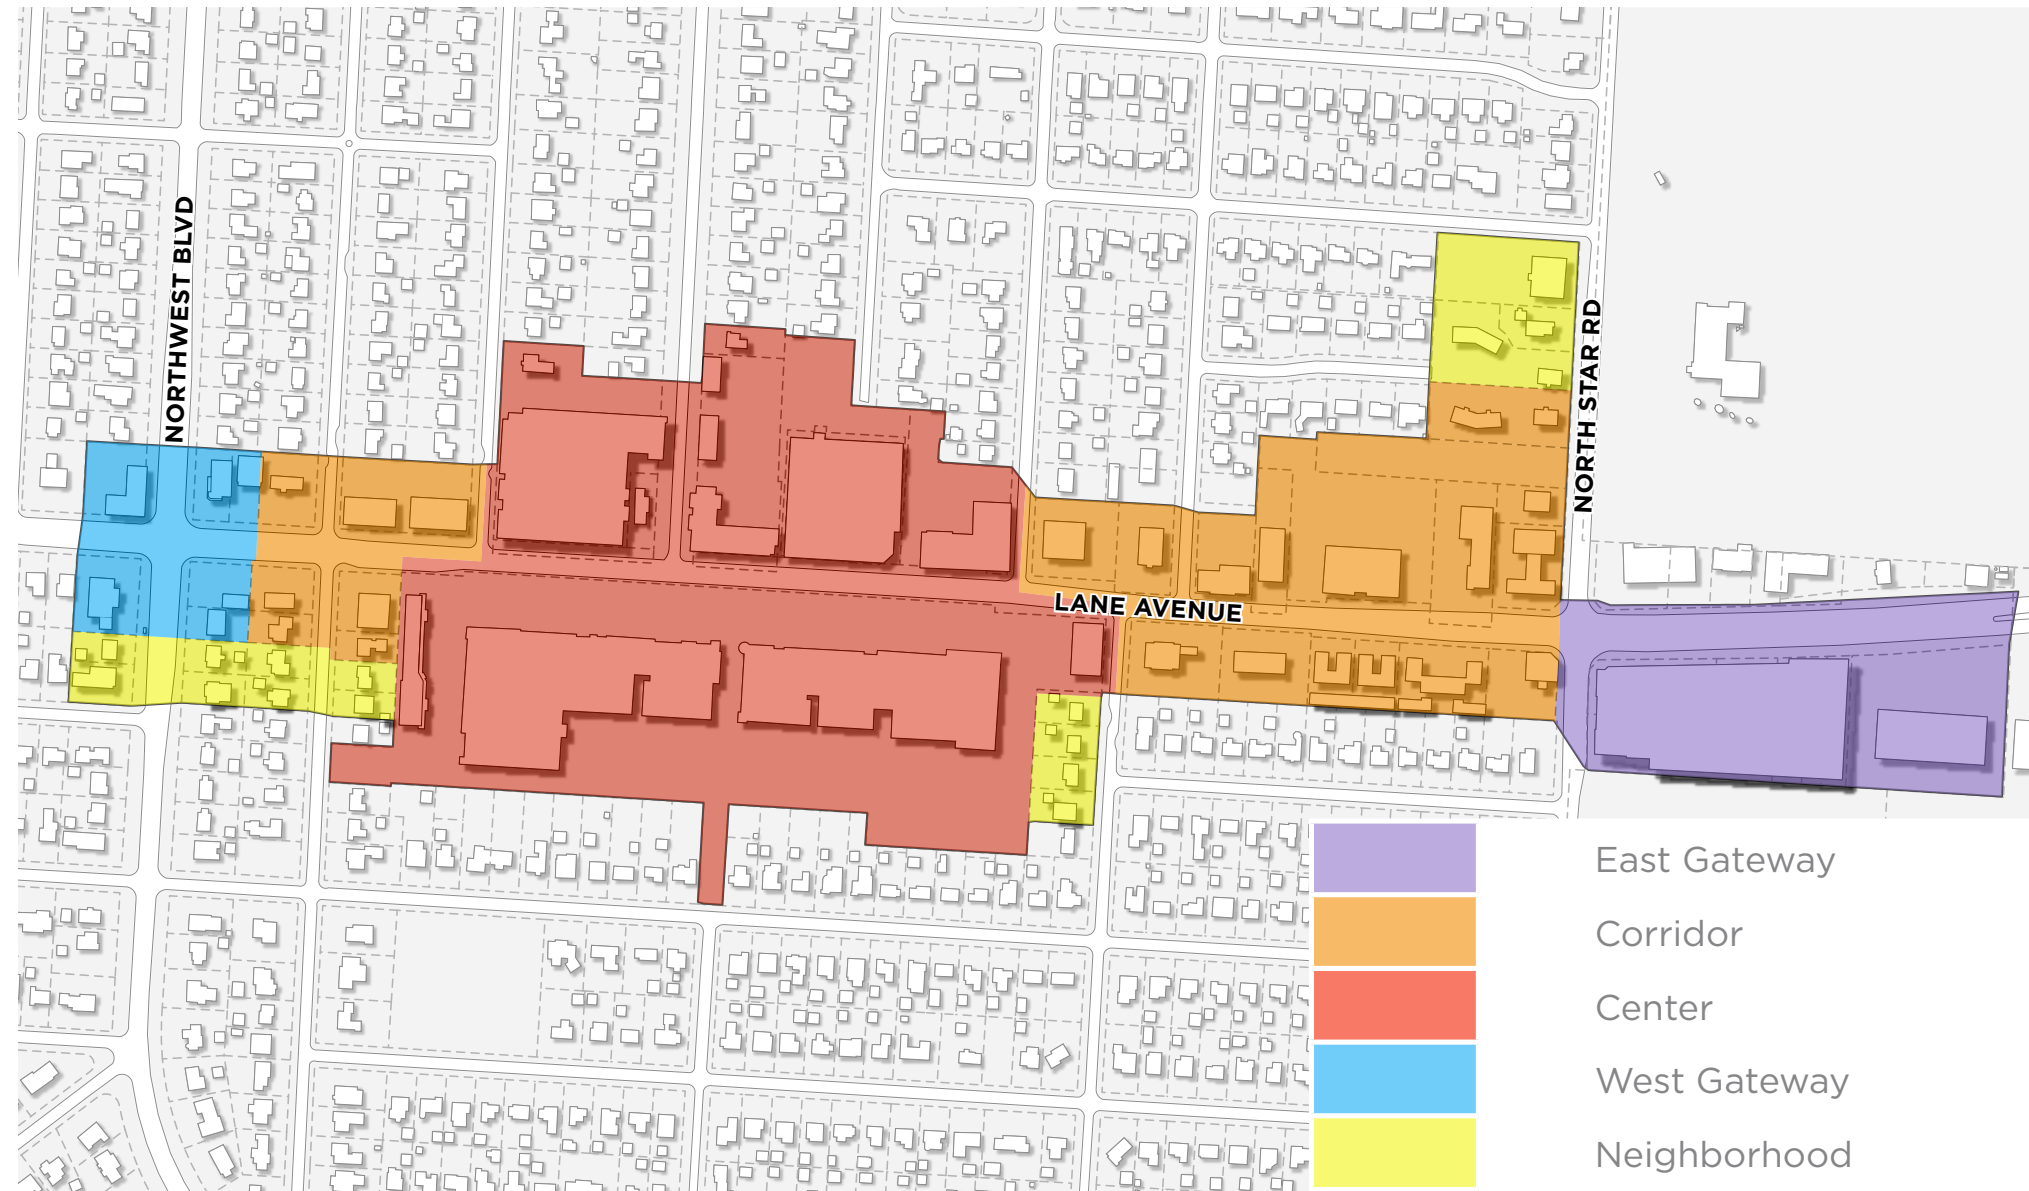 NORTHWEST BLVD
NORTH STAR RD
LANE AVENUE
East Gateway
Corridor
Center
West Gateway
Neighborhood